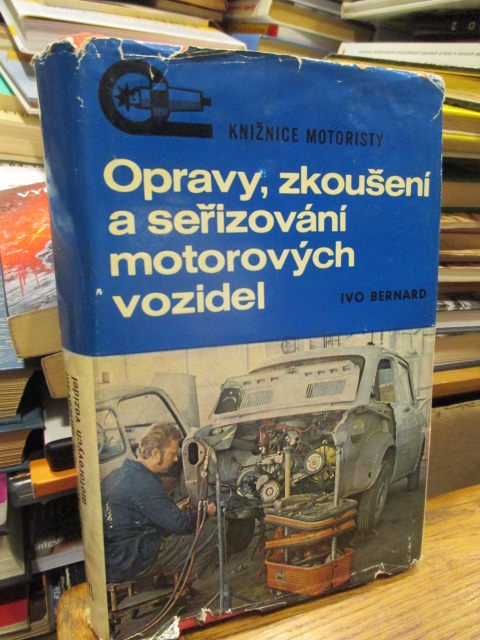 KNIŽNICE MOTORISTY
Opravy, zkoušení
a seřizování
motorových
vozidel
IVO BERNARD
motorových vozidel